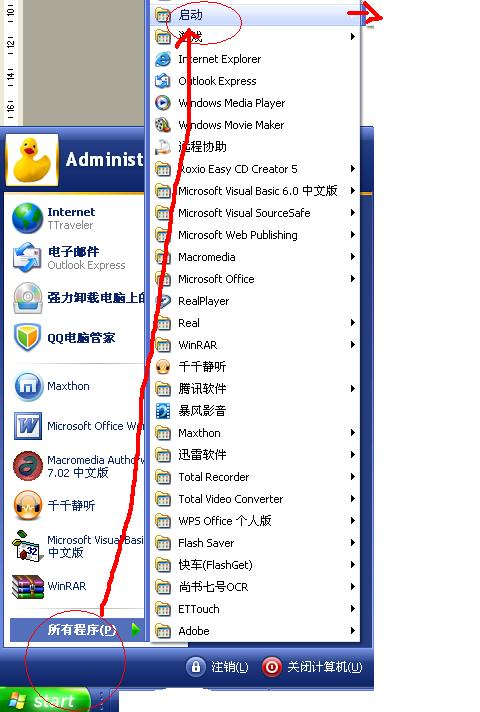 启动
游戏
Internet Explorer
Outlook Express
Windows Media Player
Windows Movie Maker
远程协助
Roxio Easy CD Creator 5
Microsoft Visual Basic 6.0 中文版
Microsoft Visual SourceSafe
Microsoft Web Publishing
Macromedia
Microsoft Office
RealPlayer
Real
WinRAR
千千静听
腾讯软件
暴风影音
Maxthon
迅雷软件
Total Recorder
Total Video Converter
WPS Office 个人版
Flash Saver
快车(FlashGet)
尚书七号OCR
ETTouch
Adobe
10
12
14
16
Administ
Internet
TTraveler
电子邮件
Outlook Express
强力卸载电脑上的
QQ电脑管家
Maxthon
Microsoft Office Wo
Macromedia Authorw
7.02 中文版
千千静听
Microsoft Visual Basi
中文版
WinRAR
所有程序(P)
注销(L)
关闭计算机(U)
start